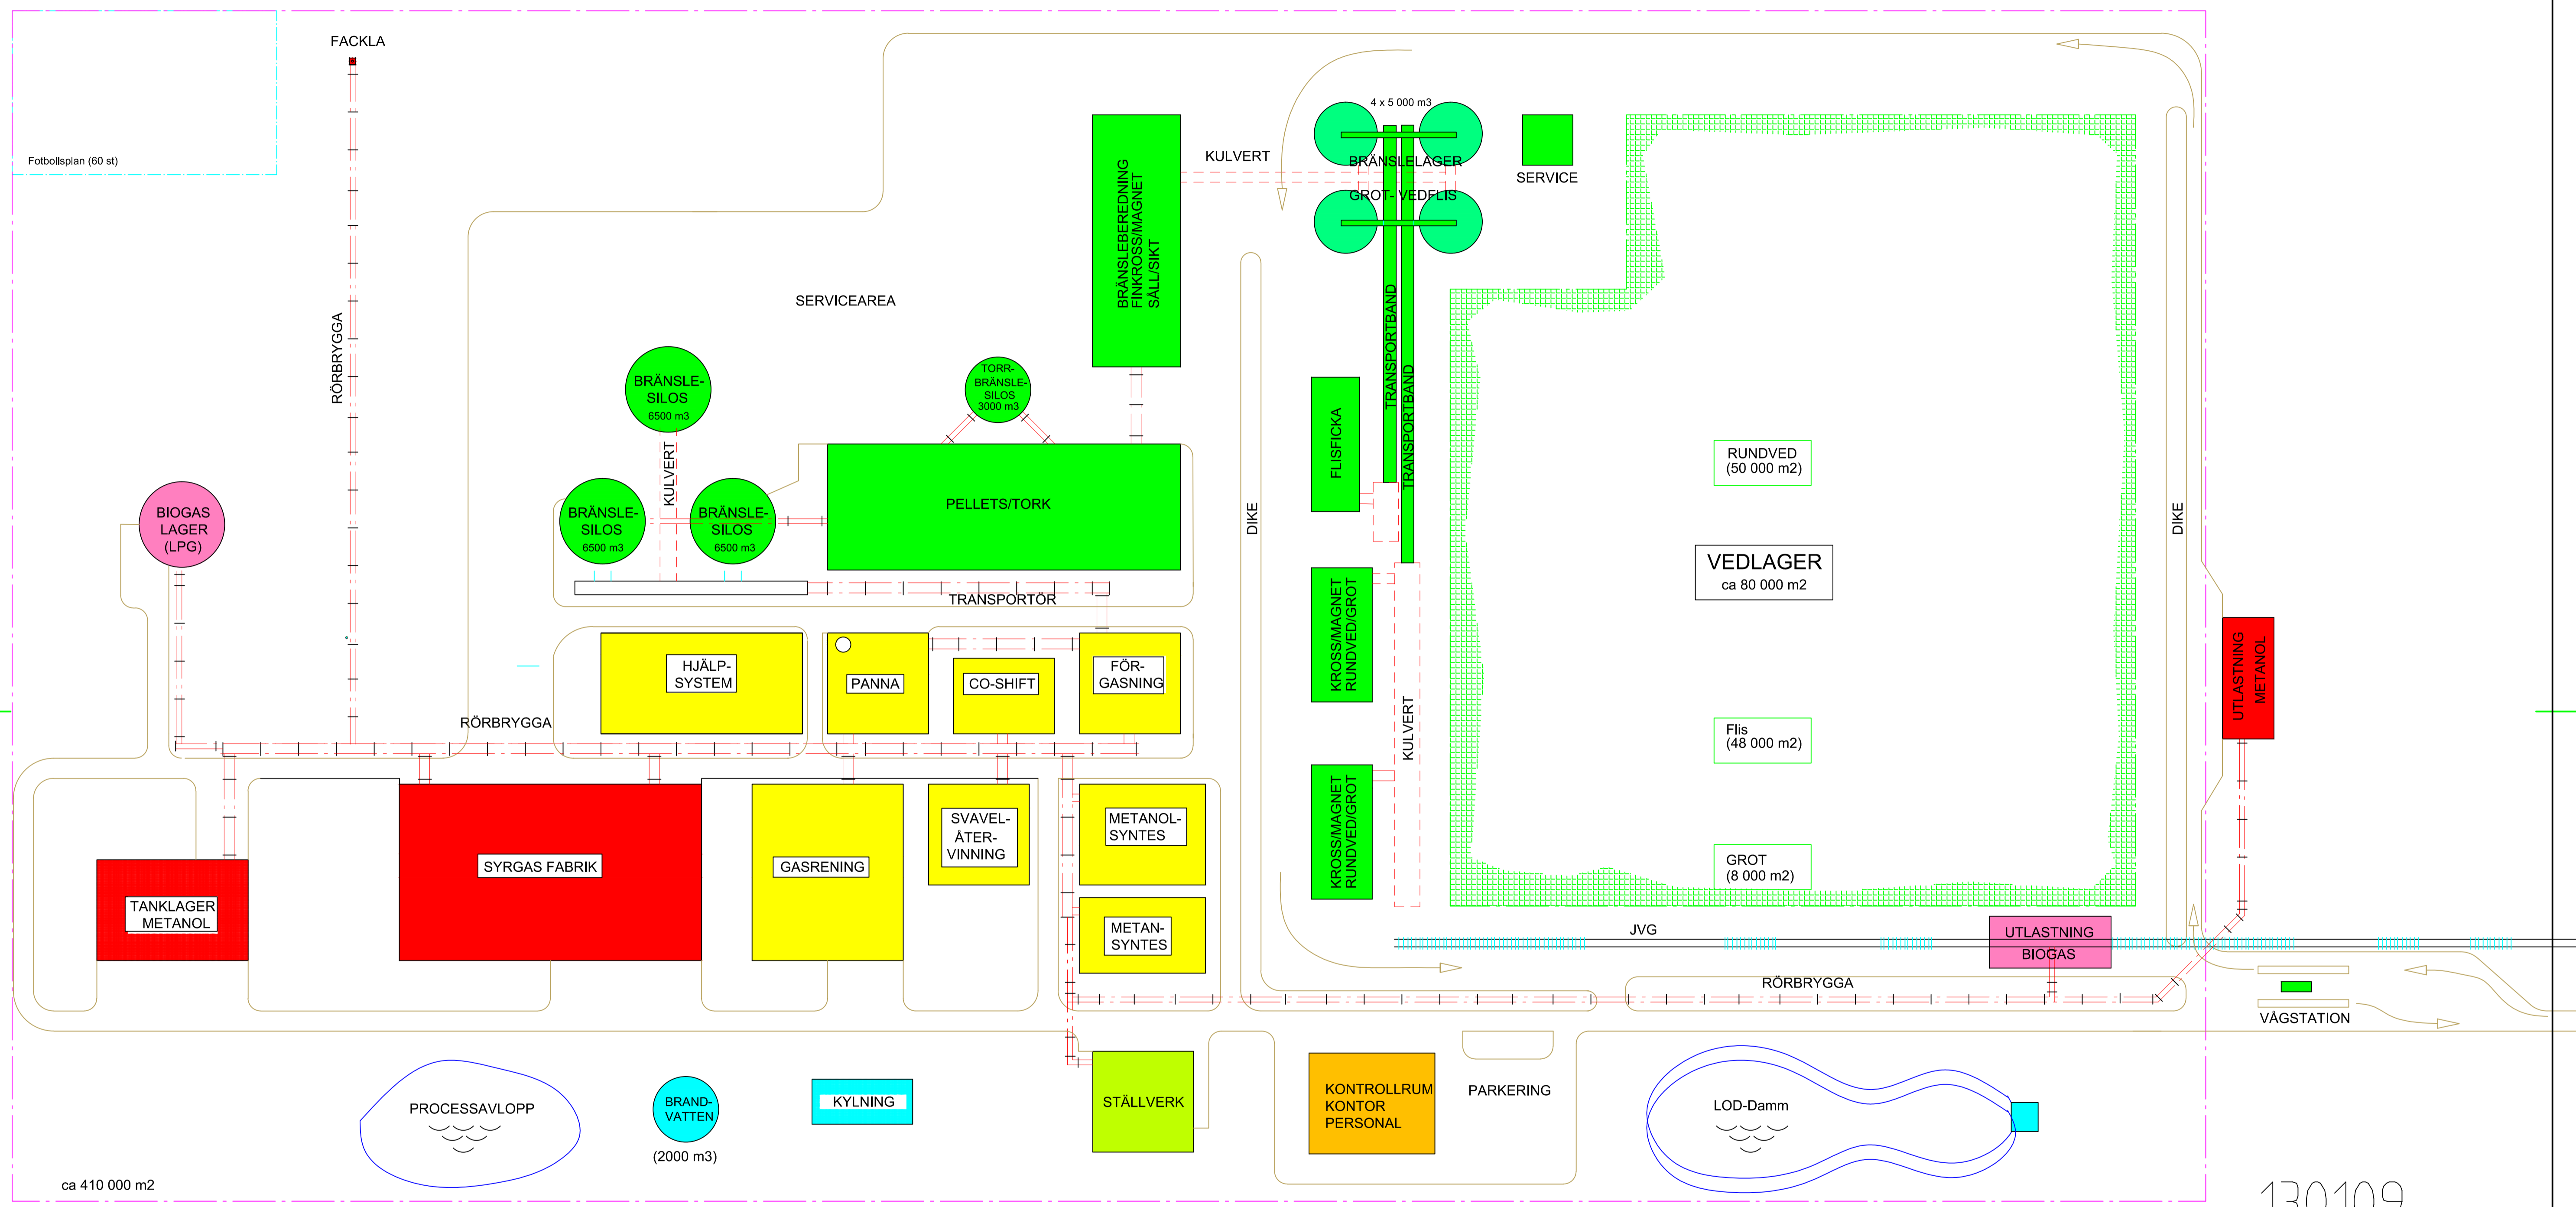 FACKLA
Fotbollsplan (60 st)
RÖRBRYGGA
SERVICEAREA
BRÄNSLEBEREDNING
FINKROSS/MAGNET
SÅLL/SIKT
KULVERT
4 x 5 000 m3
BRÄNSLELAGER
GROT- VEDFLIS
SERVICE
TRANSPORTBAND
TRANSPORTBAND
BRÄNSLE-
SILOS
6500 m3
TORR-
BRÄNSLE-
SILOS
3000 m3
KULVERT
BRÄNSLE-
SILOS
6500 m3
BRÄNSLE-
SILOS
6500 m3
PELLETS/TORK
BIOGAS
LAGER
(LPG)
TRANSPORTÖR
DIKE
FLISFICKA
KROSS/MAGNET
RUNDVED/GROT
KULVERT
KROSS/MAGNET
RUNDVED/GROT
RUNDVED
(50 000 m2)
VEDLAGER
ca 80 000 m2
Flis
(48 000 m2)
GROT
(8 000 m2)
DIKE
UTLASTNING
METANOL
HJÄLP-
SYSTEM
PANNA
CO-SHIFT
FÖR-
GASNING
RÖRBRYGGA
TANKLAGER
METANOL
SYRGAS FABRIK
GASRENING
SVAVEL-
ÅTER-
VINNING
METANOL-
SYNTES
METAN-
SYNTES
JVG
UTLASTNING
BIOGAS
RÖRBRYGGA
VÅGSTATION
PROCESSAVLOPP
BRAND-
VATTEN
(2000 m3)
KYLNING
STÄLLVERK
KONTROLLRUM
KONTOR
PERSONAL
PARKERING
LOD-Damm
ca 410 000 m2
130109